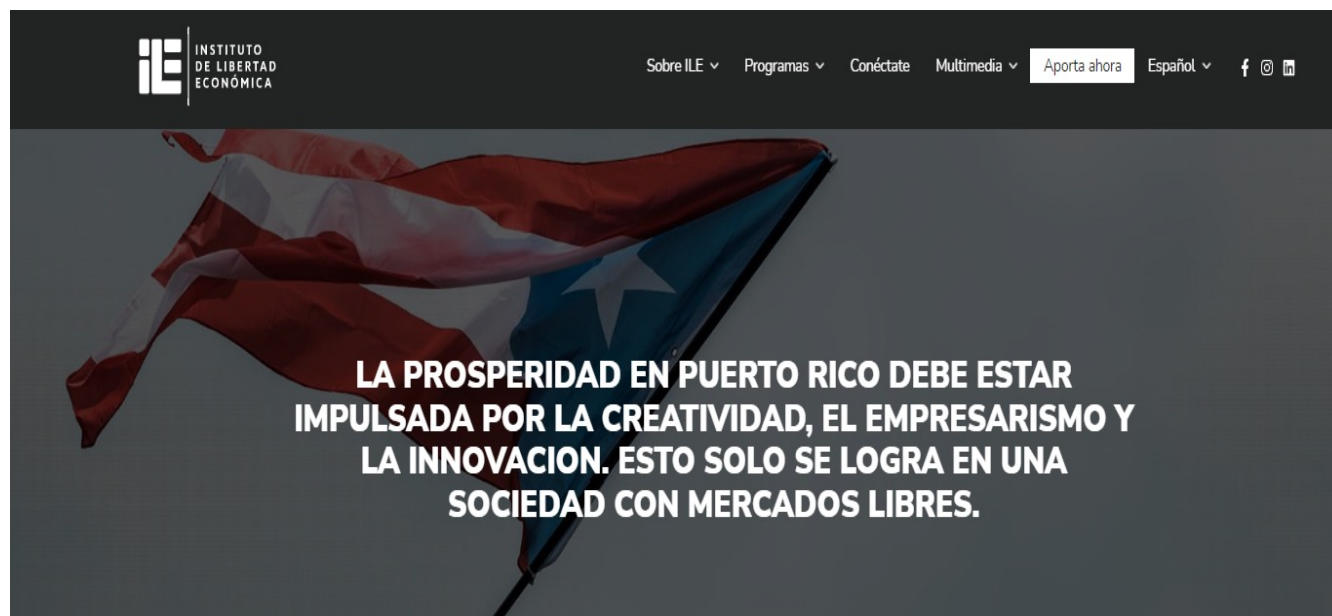 INSTITUTO
DE LIBERTAD
ECONÓMICA
Sobre ILE Programas Conéctate Multimedia Aporta ahora Español
LA PROSPERIDAD EN PUERTO RICO DEBE ESTAR
IMPULSADA POR LA CREATIVIDAD, EL EMPRESARISMO Y
LA INNOVACION. ESTO SOLO SE LOGRA EN UNA
SOCIEDAD CON MERCADOS LIBRES.